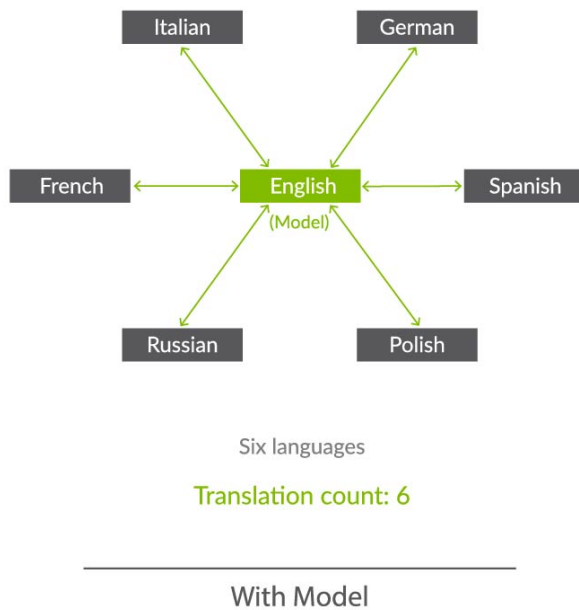 Italian
German
French
English
Spanish
(Model)
Russian
Polish
Six languages
Translation count: 6
With Model